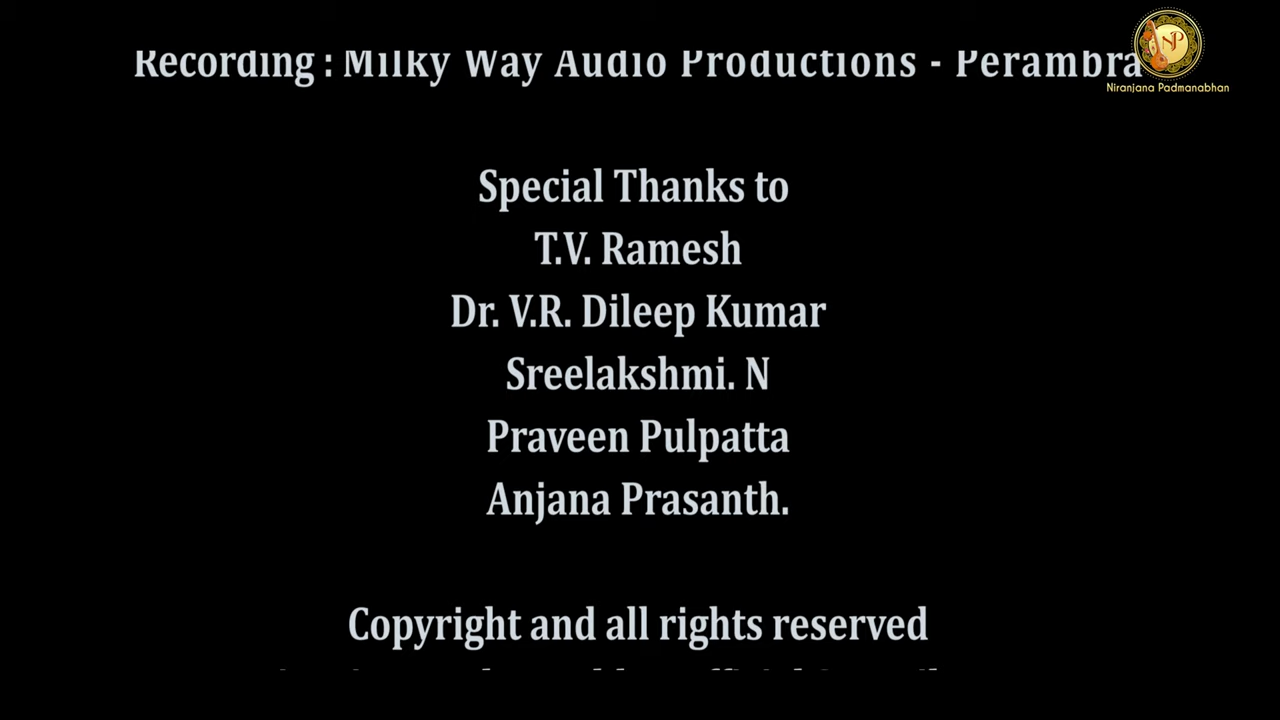 Recording : Milky Way Audio Productions - Perambra
NP
Niranjana Padmanabhan
Special Thanks to
T.V. Ramesh
Dr. V.R. Dileep Kumar
Sreelakshmi. N
Praveen Pulpatta
Anjana Prasanth.
Copyright and all rights reserved